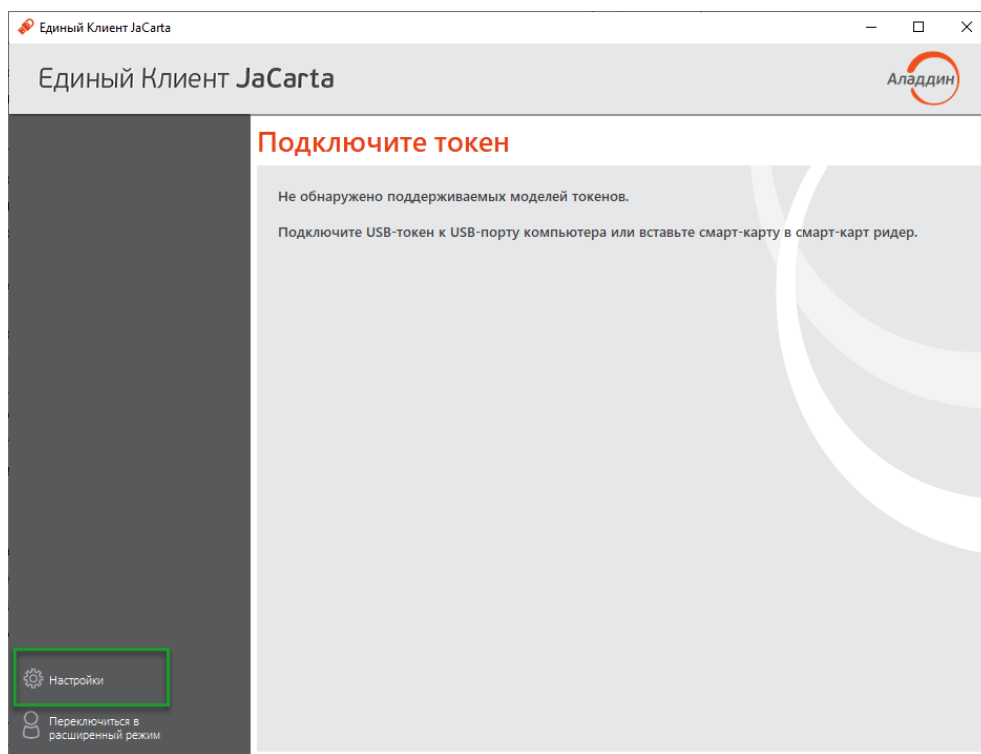 Единый Клиент JaCarta
Единый Клиент JaCarta
Аладдин
Подключите токен
Не обнаружено поддерживаемых моделей токенов.
Подключите USB-токен к USB-порту компьютера или вставьте смарт-карту в смарт-карт ридер.
Настройки
Переключиться в
расширенный режим